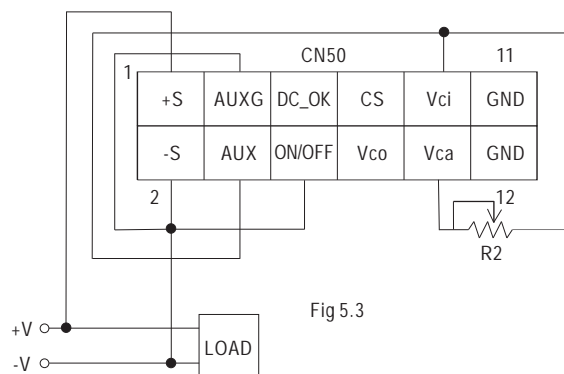 CN50
1 11
+S AUXG DC_OK CS Vci GND
-S AUX ON/OFF Vco Vca GND
2 12
R2
Fig 5.3
+V
LOAD
-V